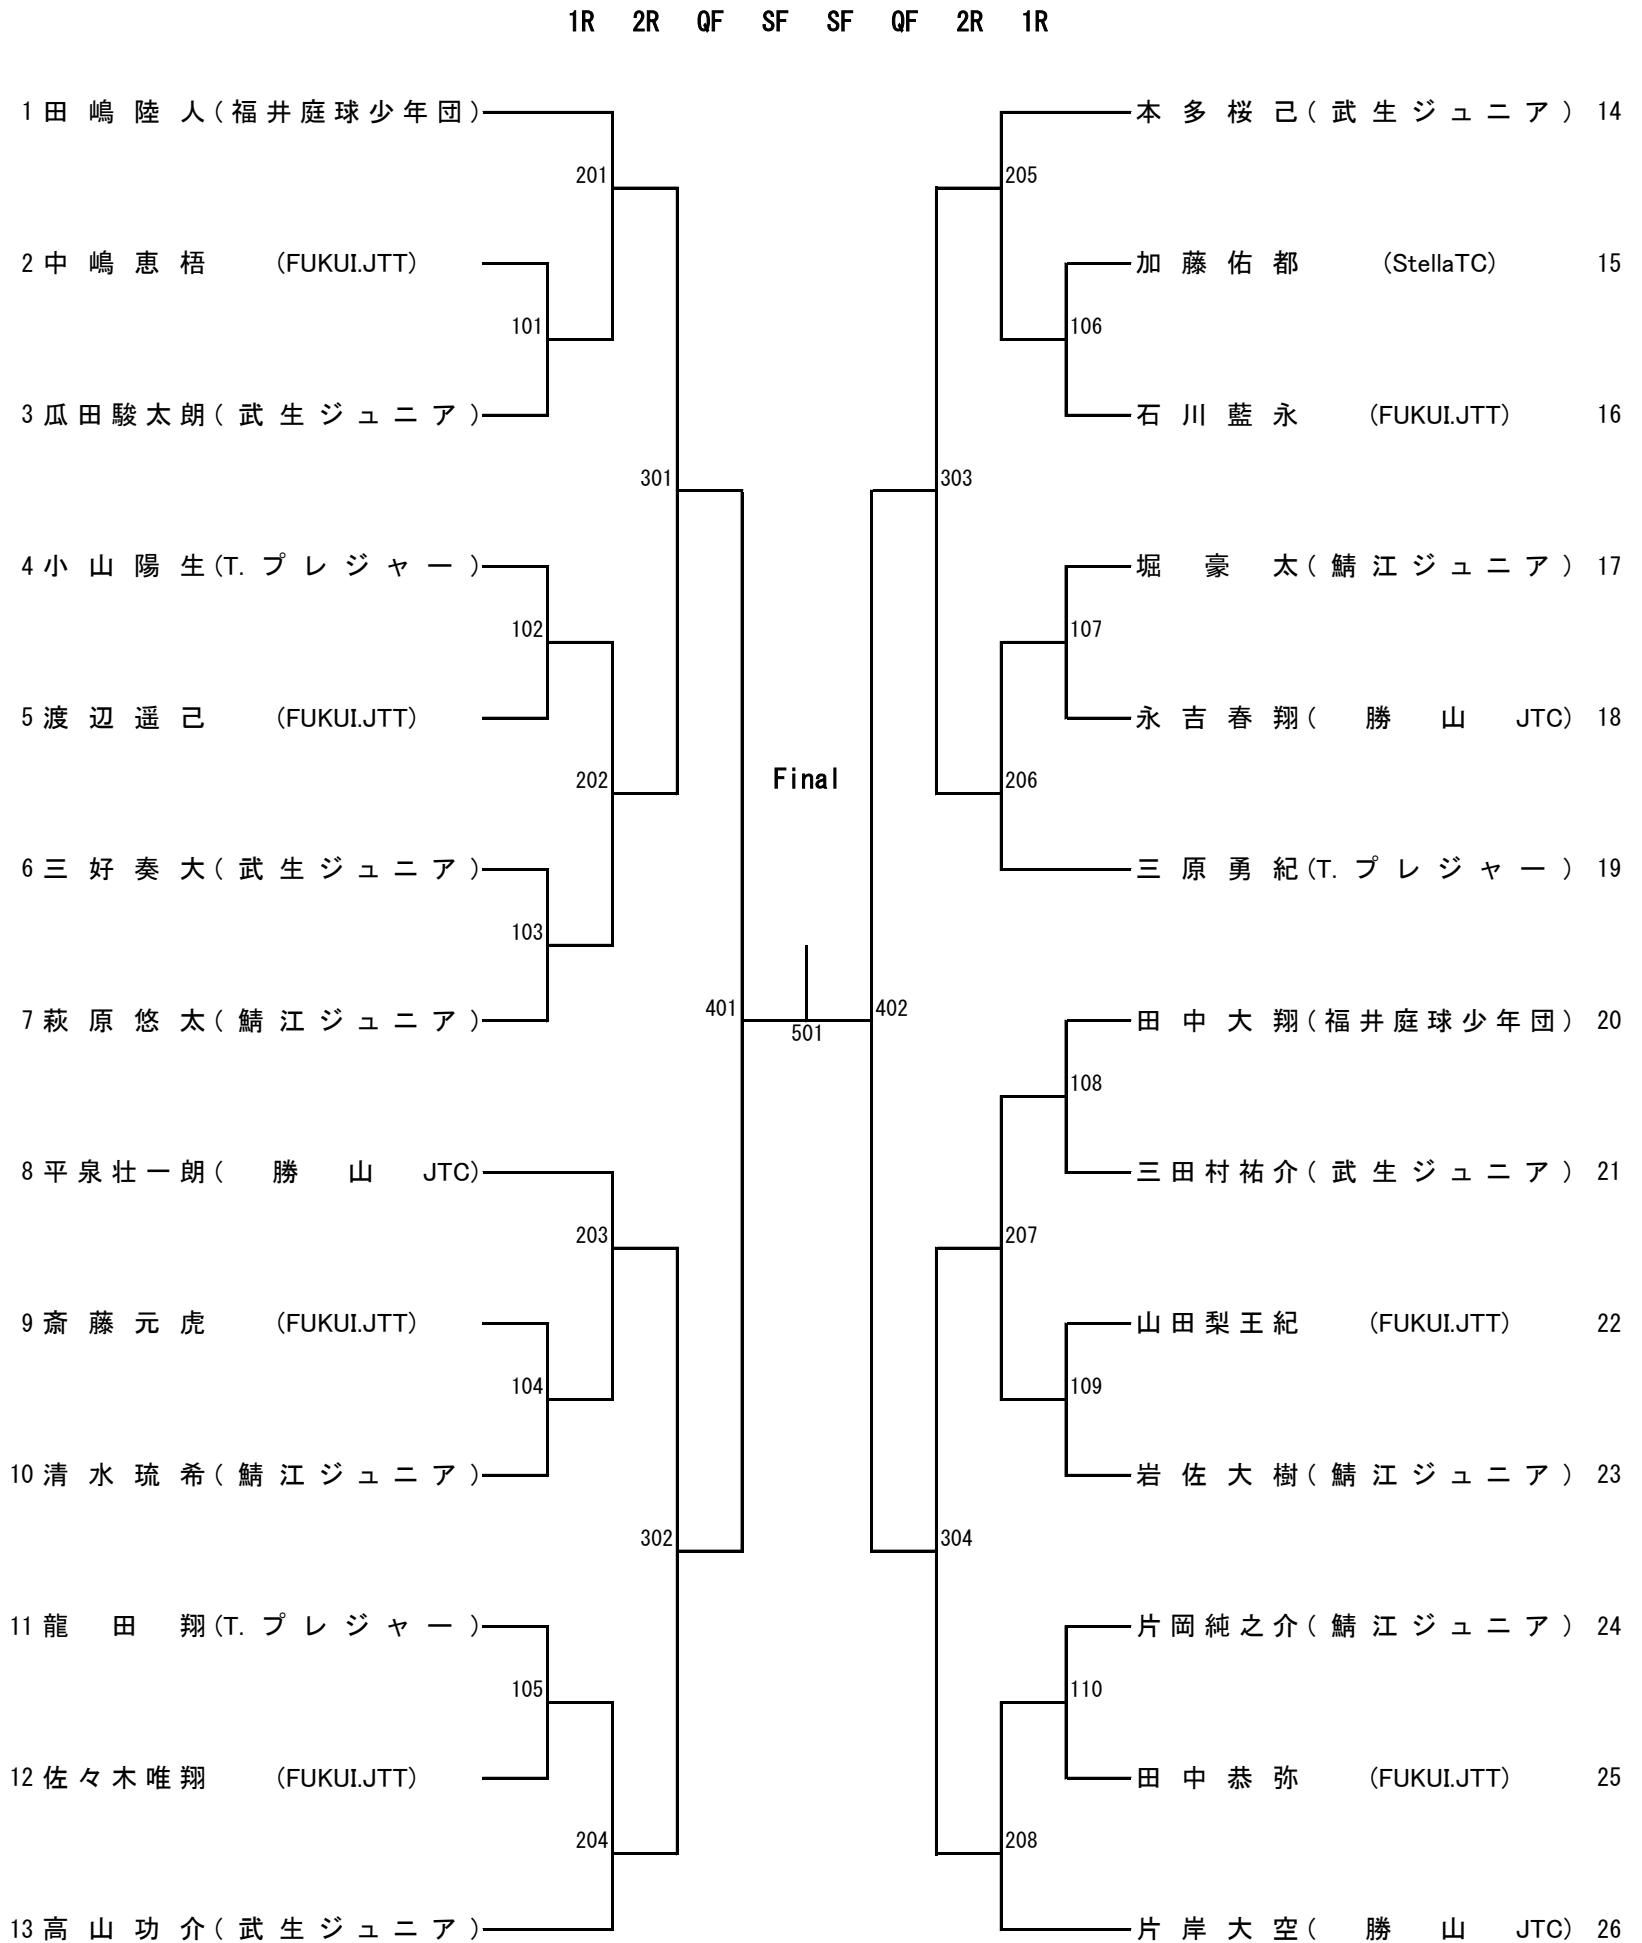 1R 2R QF SF SF QF 2R 1R
1 田嶋陸人(福井庭球少年団) 本多桜己(武生ジュニア) 14
201 205
2 中嶋恵梧 (FUKUI.JTT) 加藤佑都 (StellaTC) 15
101 106
3 瓜田駿太朗(武生ジュニア) 石川藍永 (FUKUI.JTT) 16
301 303
4 小山陽生(T.プレジャー) 堀豪太(鯖江ジュニア) 17
102 107
5 渡辺遥己 (FUKUI.JTT) 永吉春翔(勝山JTC) 18
202 Final 206
6 三好奏大(武生ジュニア) 三原勇紀(T.プレジャー) 19
103
401 402
7 萩原悠太(鯖江ジュニア) 田中大翔(福井庭球少年団) 20
501
108
8 平泉壮一朗(勝山JTC) 三田村祐介(武生ジュニア) 21
203 207
9 斎藤元虎 (FUKUI.JTT) 山田梨王紀 (FUKUI.JTT) 22
104 109
10 清水琉希(鯖江ジュニア) 岩佐大樹(鯖江ジュニア) 23
302 304
11 龍田翔(T.プレジャー) 片岡純之介(鯖江ジュニア) 24
105 110
12 佐々木唯翔 (FUKUI.JTT) 田中恭弥 (FUKUI.JTT) 25
204 208
13 高山功介(武生ジュニア) 片岸大空(勝山JTC) 26